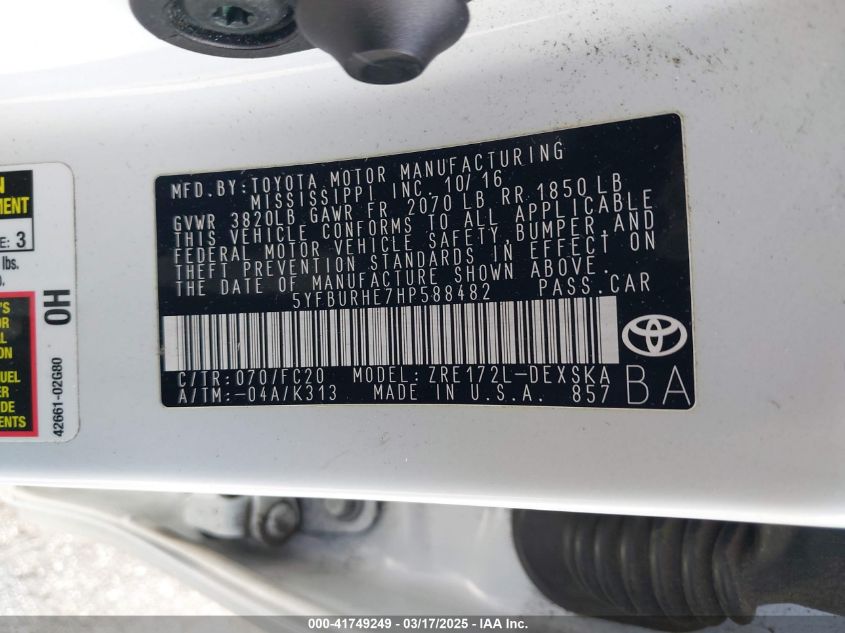 MFD.BY:TOYOTA MOTOR MANUFACTURING
MISSISSIPPI INC. 10/16
GVWR 3820LB GAWR FR 2070 LB RR 1850 LB
THIS VEHICLE CONFORMS TO ALL APPLICABLE
FEDERAL MOTOR VEHICLE SAFETY, BUMPER, AND
THEFT PREVENTION STANDARDS IN EFFECT ON
THE DATE OF MANUFACTURE SHOWN ABOVE.
5YFBURHE7HP588482 PASS.CAR
C/TR:070/FC20 MODEL: ZRE172L-DEXSKA
A/TM:-04A/K313 MADE IN U.S.A. 857
BA
E: 3
lbs.
OH
42661-02G80
000-41749249 - 03/17/2025 - IAA Inc.